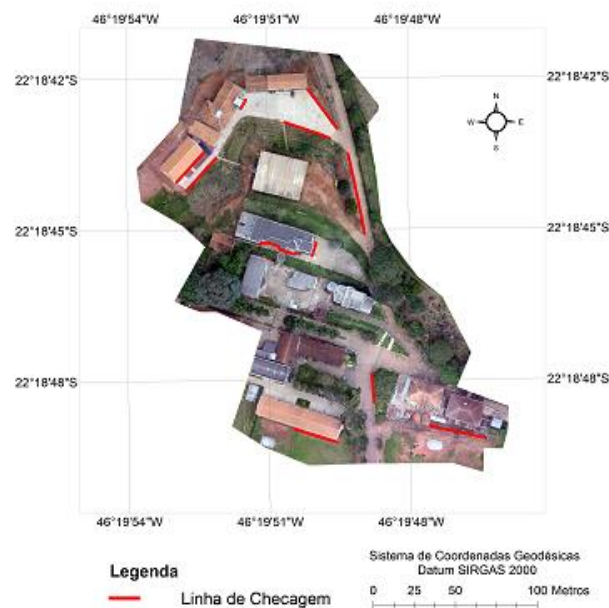 46°19'54"W 46°19'51"W 46°19'48"W
22°18'42"S 22°18'42"S
N
W E
S
22°18'45"S 22°18'45"S
22°18'48"S 22°18'48"S
46°19'54"W 46°19'51"W 46°19'48"W
Sistema de Coordenadas Geodésicas
Legenda
Datum SIRGAS 2000
Linha de Checagem
0 25 50 100 Metros